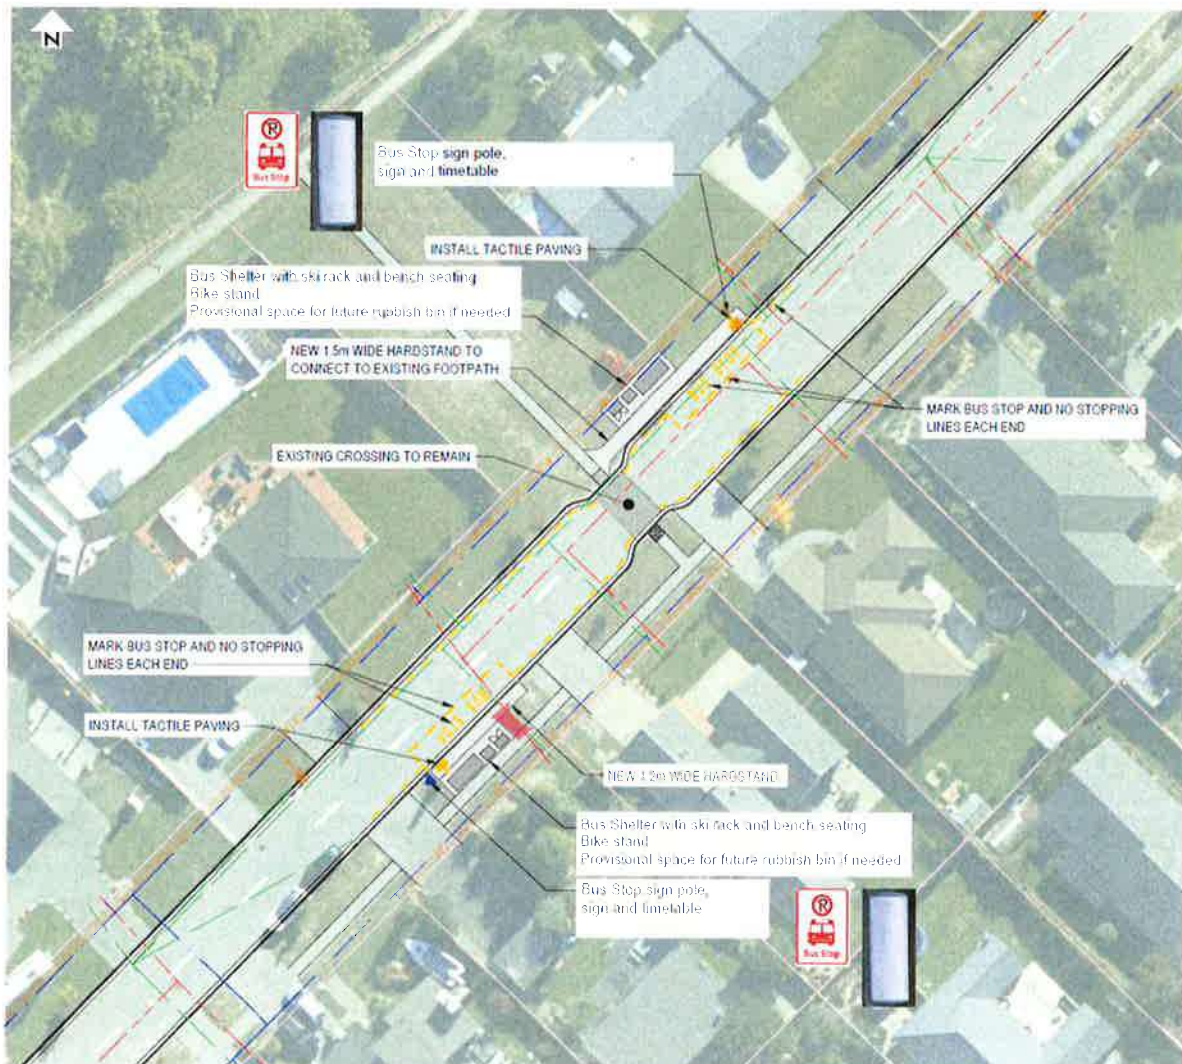 N
Bus Stop
Bus Stop sign pole,
sign and timetable
INSTALL TACTILE PAVING
Bus Shelter with ski rack and bench seating
Bike stand
Provisional space for future rubbish bin if needed
NEW 1.5m WIDE HARDSTAND TO
CONNECT TO EXISTING FOOTPATH
MARK BUS STOP AND NO STOPPING
LINES EACH END
EXISTING CROSSING TO REMAIN
MARK BUS STOP AND NO STOPPING
LINES EACH END
INSTALL TACTILE PAVING
NEW 1.2m WIDE HARDSTAND
Bus Shelter with ski rack and bench seating
Bike stand
Provisional space for future rubbish bin if needed
Bus Stop sign pole,
sign and timetable
Bus Stop